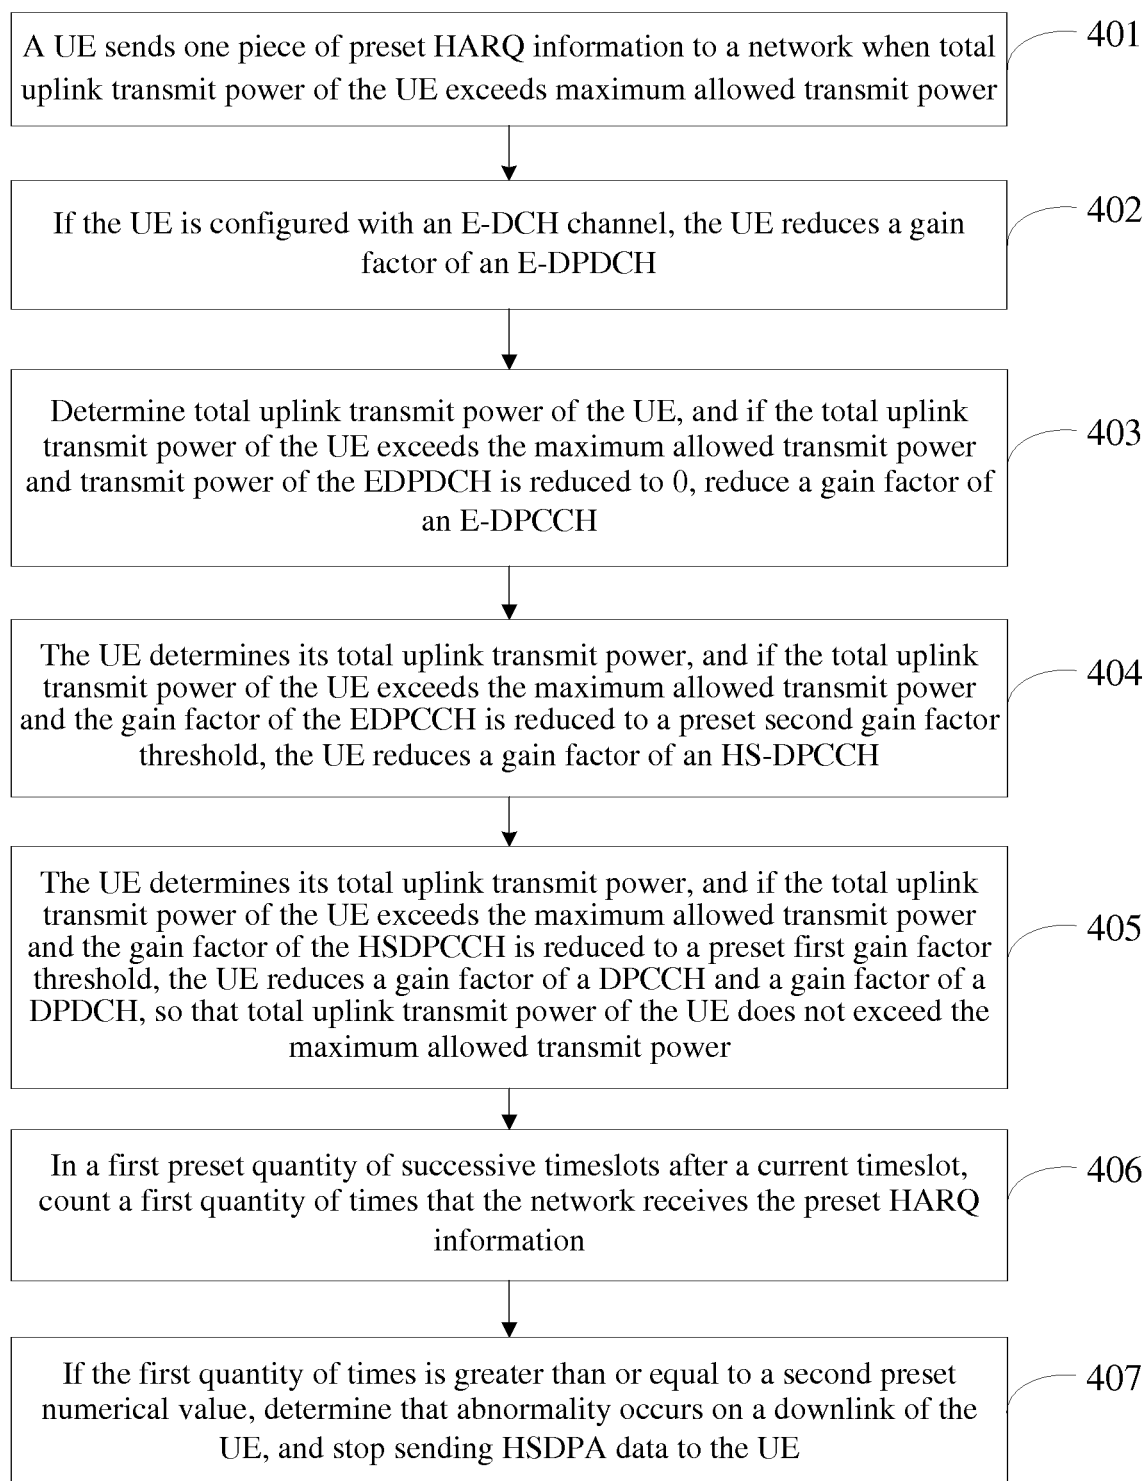 A UE sends one piece of preset HARQ information to a network when total
uplink transmit power of the UE exceeds maximum allowed transmit power
401
If the UE is configured with an E-DCH channel, the UE reduces a gain
factor of an E-DPDCH
402
Determine total uplink transmit power of the UE, and if the total uplink
transmit power of the UE exceeds the maximum allowed transmit power
and transmit power of the EDPDCH is reduced to 0, reduce a gain factor of
an E-DPCCH
403
The UE determines its total uplink transmit power, and if the total uplink
transmit power of the UE exceeds the maximum allowed transmit power
and the gain factor of the EDPCCH is reduced to a preset second gain factor
threshold, the UE reduces a gain factor of an HS-DPCCH
404
The UE determines its total uplink transmit power, and if the total uplink
transmit power of the UE exceeds the maximum allowed transmit power
and the gain factor of the HSDPCCH is reduced to a preset first gain factor
threshold, the UE reduces a gain factor of a DPCCH and a gain factor of a
DPDCH, so that total uplink transmit power of the UE does not exceed the
maximum allowed transmit power
405
In a first preset quantity of successive timeslots after a current timeslot,
count a first quantity of times that the network receives the preset HARQ
information
406
If the first quantity of times is greater than or equal to a second preset
numerical value, determine that abnormality occurs on a downlink of the
UE, and stop sending HSDPA data to the UE
407